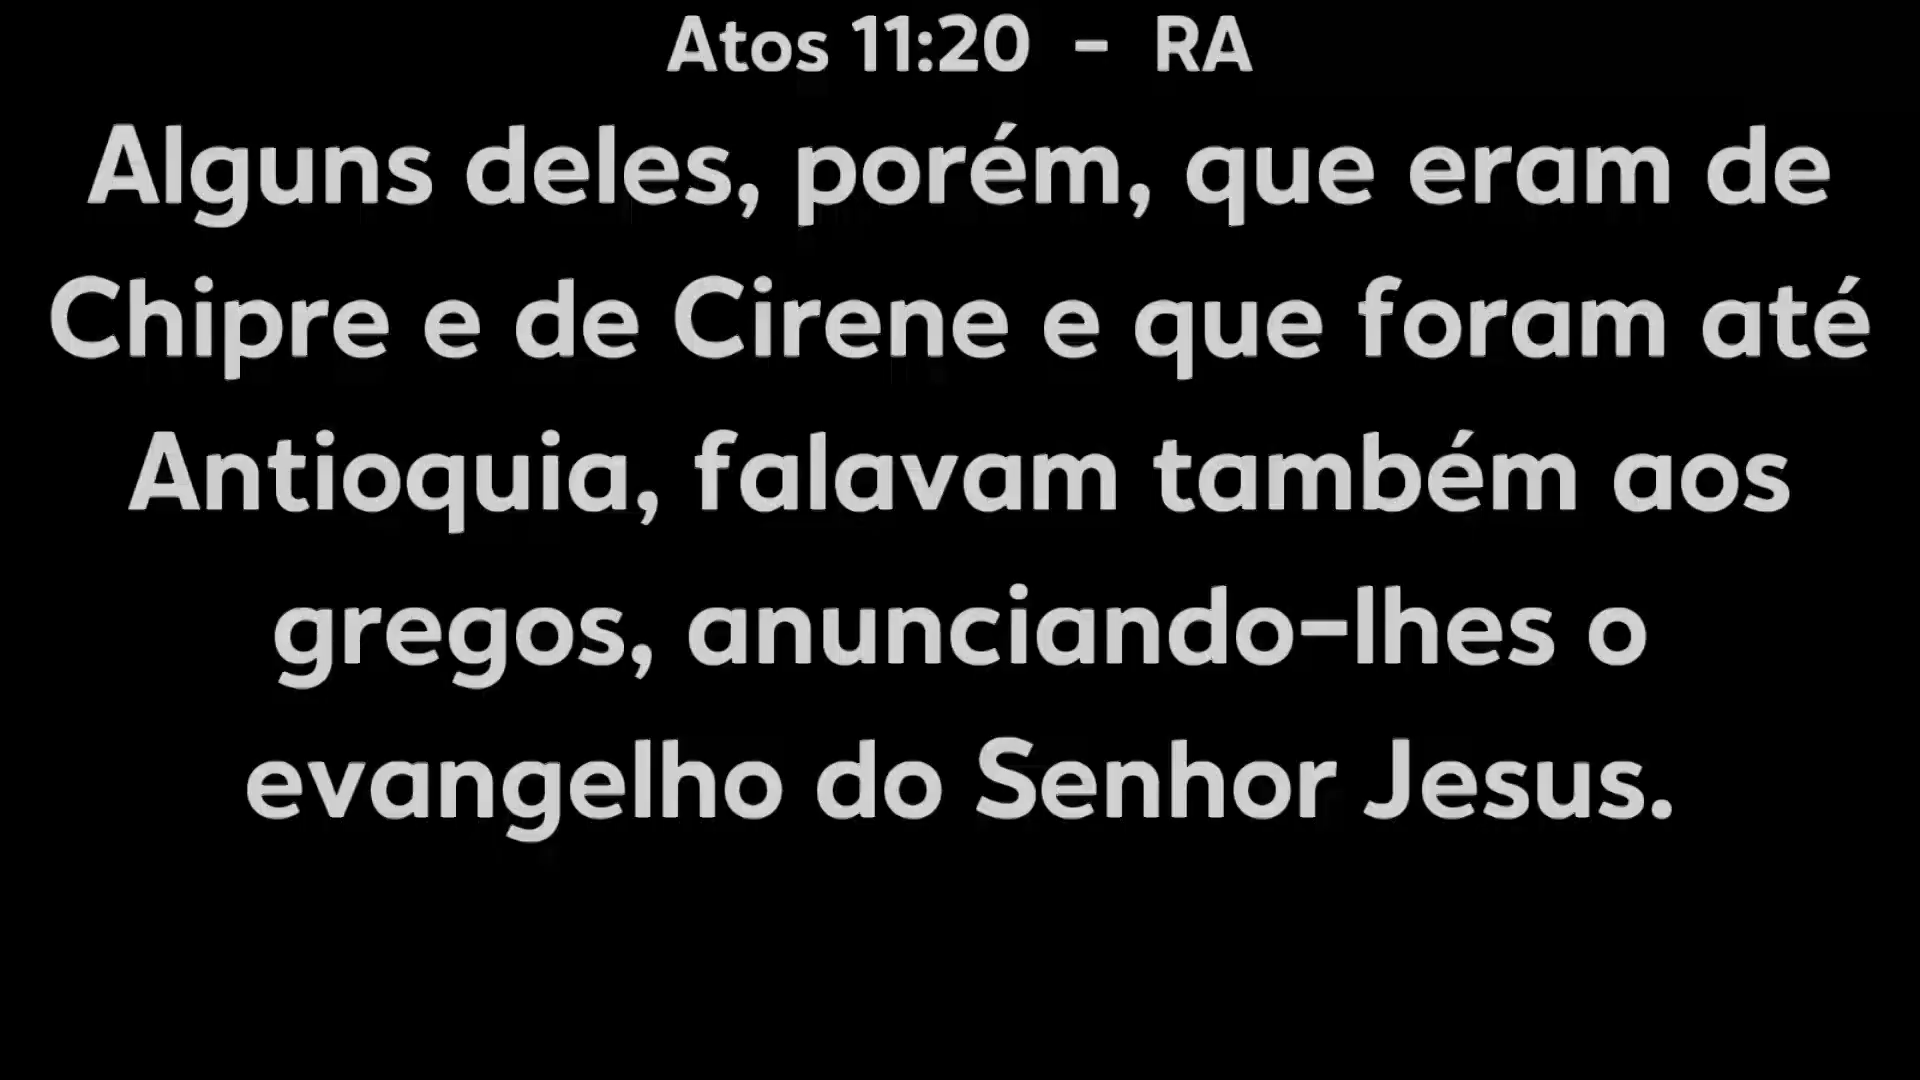 Atos 11:20 - RA
Alguns deles, porém, que eram de
Chipre e de Cirene e que foram até
Antioquia, falavam também aos
gregos, anunciando-lhes o
evangelho do Senhor Jesus.